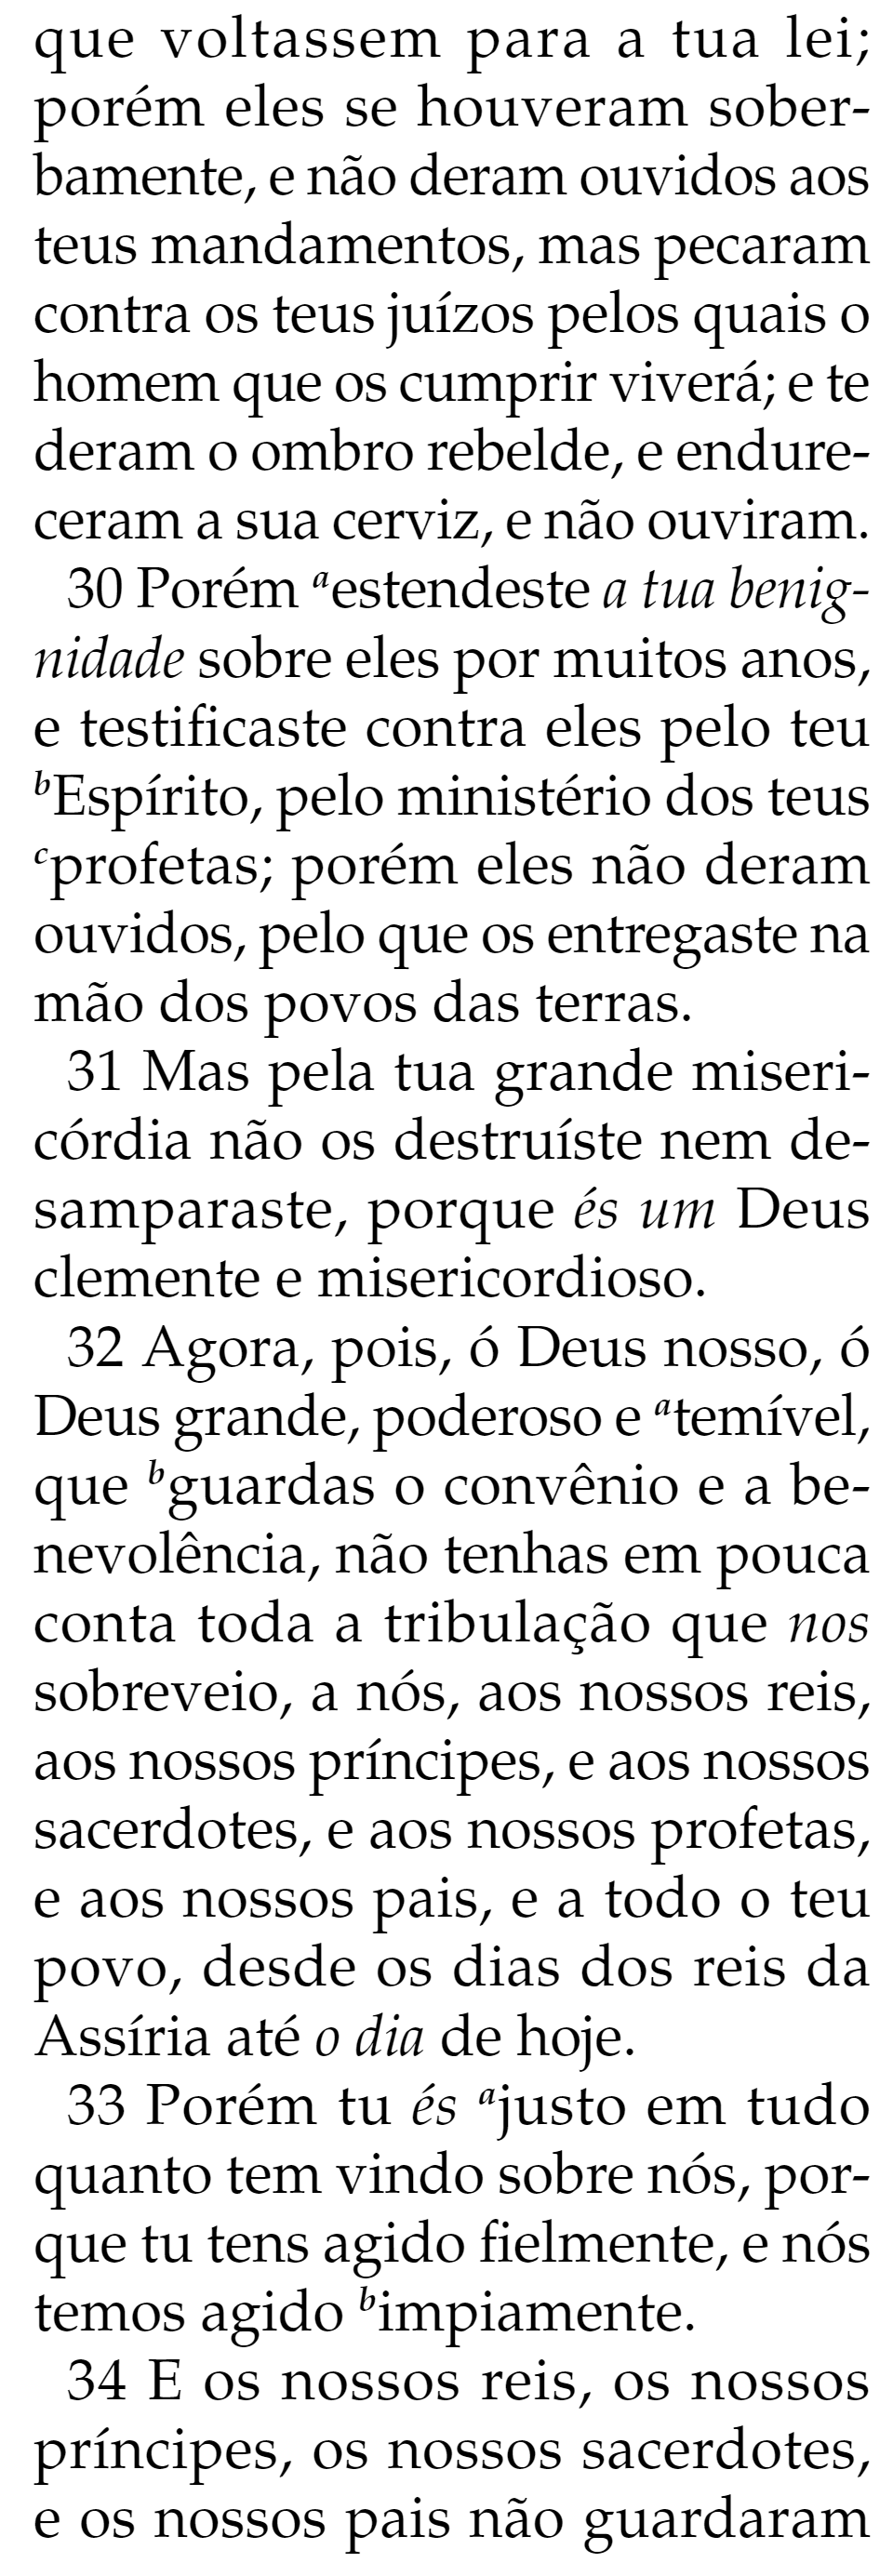 que voltassem para a tua lei;
porém eles se houveram sober-
bamente, e não deram ouvidos aos
teus mandamentos, mas pecaram
contra os teus juízos pelos quais o
homem que os cumprir viverá; e te
deram o ombro rebelde, e endure-
ceram a sua cerviz, e não ouviram.
30 Porém aestendeste a tua benig-
nidade sobre eles por muitos anos,
e testificaste contra eles pelo teu
bEspírito, pelo ministério dos teus
cprofetas; porém eles não deram
ouvidos, pelo que os entregaste na
mão dos povos das terras.
31 Mas pela tua grande miseri-
córdia não os destruíste nem de-
samparaste, porque és um Deus
clemente e misericordioso.
32 Agora, pois, ó Deus nosso, ó
Deus grande, poderoso e atemível,
que bguardas o convênio e a be-
nevolência, não tenhas em pouca
conta toda a tribulação que nos
sobreveio, a nós, aos nossos reis,
aos nossos príncipes, e aos nossos
sacerdotes, e aos nossos profetas,
e aos nossos pais, e a todo o teu
povo, desde os dias dos reis da
Assíria até o dia de hoje.
33 Porém tu és ajusto em tudo
quanto tem vindo sobre nós, por-
que tu tens agido fielmente, e nós
temos agido bimpiamente.
34 E os nossos reis, os nossos
príncipes, os nossos sacerdotes,
e os nossos pais não guardaram